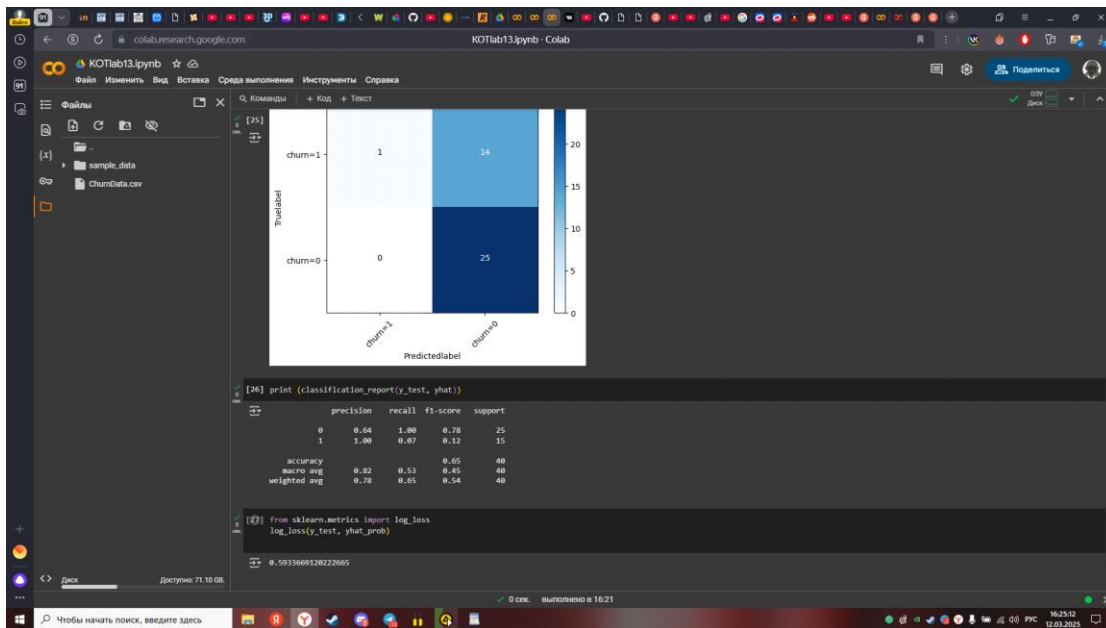 colab.research.google.com
KOTlab13.ipynb - Colab
KOTlab13.ipynb
Файл Изменить Вид Вставка Среда выполнения Инструменты Справка
Поделиться
Файлы
Команды + Код + Текст
ОЗУ
Диск
..
sample_data
ChurnData.csv
[25]
0
сек.
churn=1
1
14
churn=0
0
25
Truelabel
churn=1
churn=0
Predictedlabel
20
15
10
5
0
[26] print (classification_report(y_test, yhat))
precision recall f1-score support
0 0.64 1.00 0.78 25
1 1.00 0.07 0.12 15
accuracy 0.65 40
macro avg 0.82 0.53 0.45 40
weighted avg 0.78 0.65 0.54 40
[27] from sklearn.metrics import log_loss
log_loss(y_test, yhat_prob)
0.5933669120222665
Диск Доступно: 71.10 GB.
0 сек. выполнено в 16:21
Чтобы начать поиск, введите здесь
РУС
16:25:12
12.03.2025